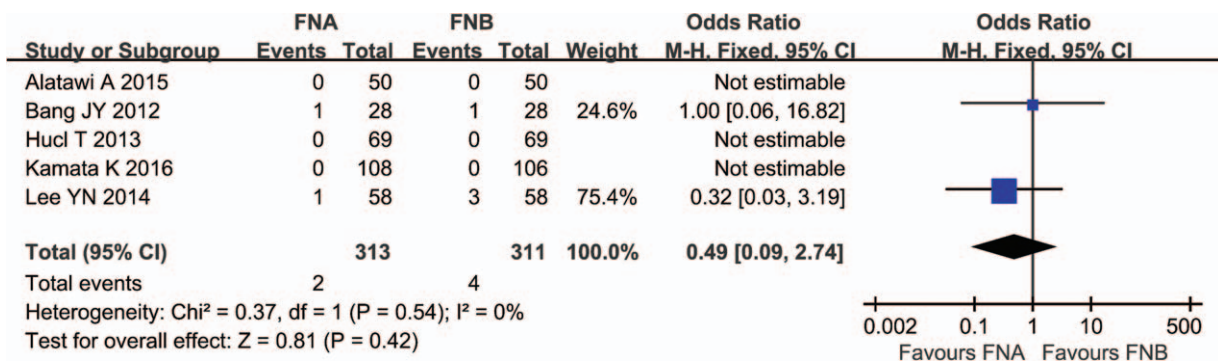 FNA FNB Odds Ratio Odds Ratio
Study or Subgroup Events Total Events Total Weight M-H. Fixed. 95% CI M-H. Fixed. 95% CI
Alatawi A 2015 0 50 0 50 Not estimable
Bang JY 2012 1 28 1 28 24.6% 1.00 [0.06, 16.82]
Hucl T 2013 0 69 0 69 Not estimable
Kamata K 2016 0 108 0 106 Not estimable
Lee YN 2014 1 58 3 58 75.4% 0.32 [0.03, 3.19]
Total (95% CI) 313 311 100.0% 0.49 [0.09, 2.74]
Total events 2 4
Heterogeneity: Chi² = 0.37, df = 1 (P = 0.54); I² = 0%
Test for overall effect: Z = 0.81 (P = 0.42)
0.002 0.1 1 10 500
Favours FNA Favours FNB